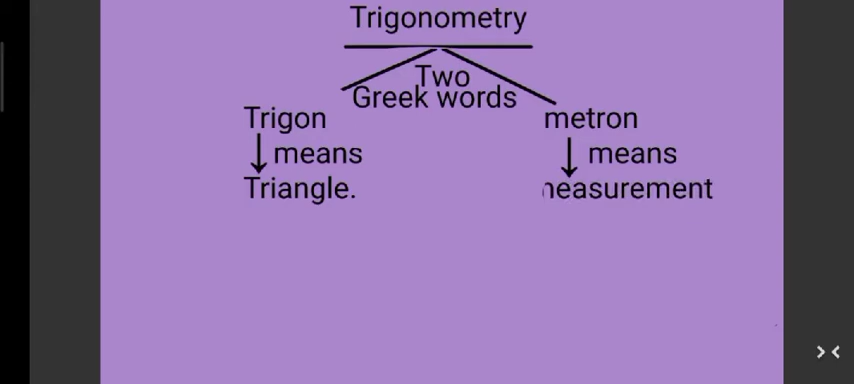 Trigonometry
Two
Greek words
Trigon metron
means means
Triangle. neasurement